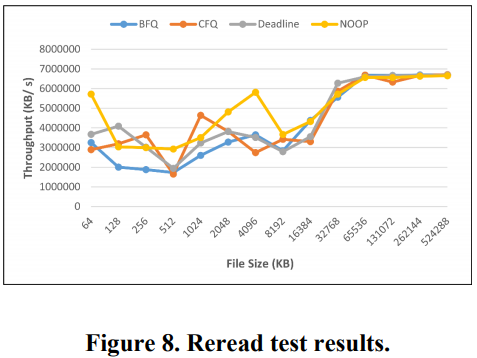 BFQ CFQ Deadline NOOP
8000000
7000000
6000000
5000000
4000000
3000000
2000000
1000000
0
Throughput (KB/ s)
64 128 256 512 1024 2048 4096 8192 16384 32768 65536 131072 262144 524288
File Size (KB)
Figure 8. Reread test results.